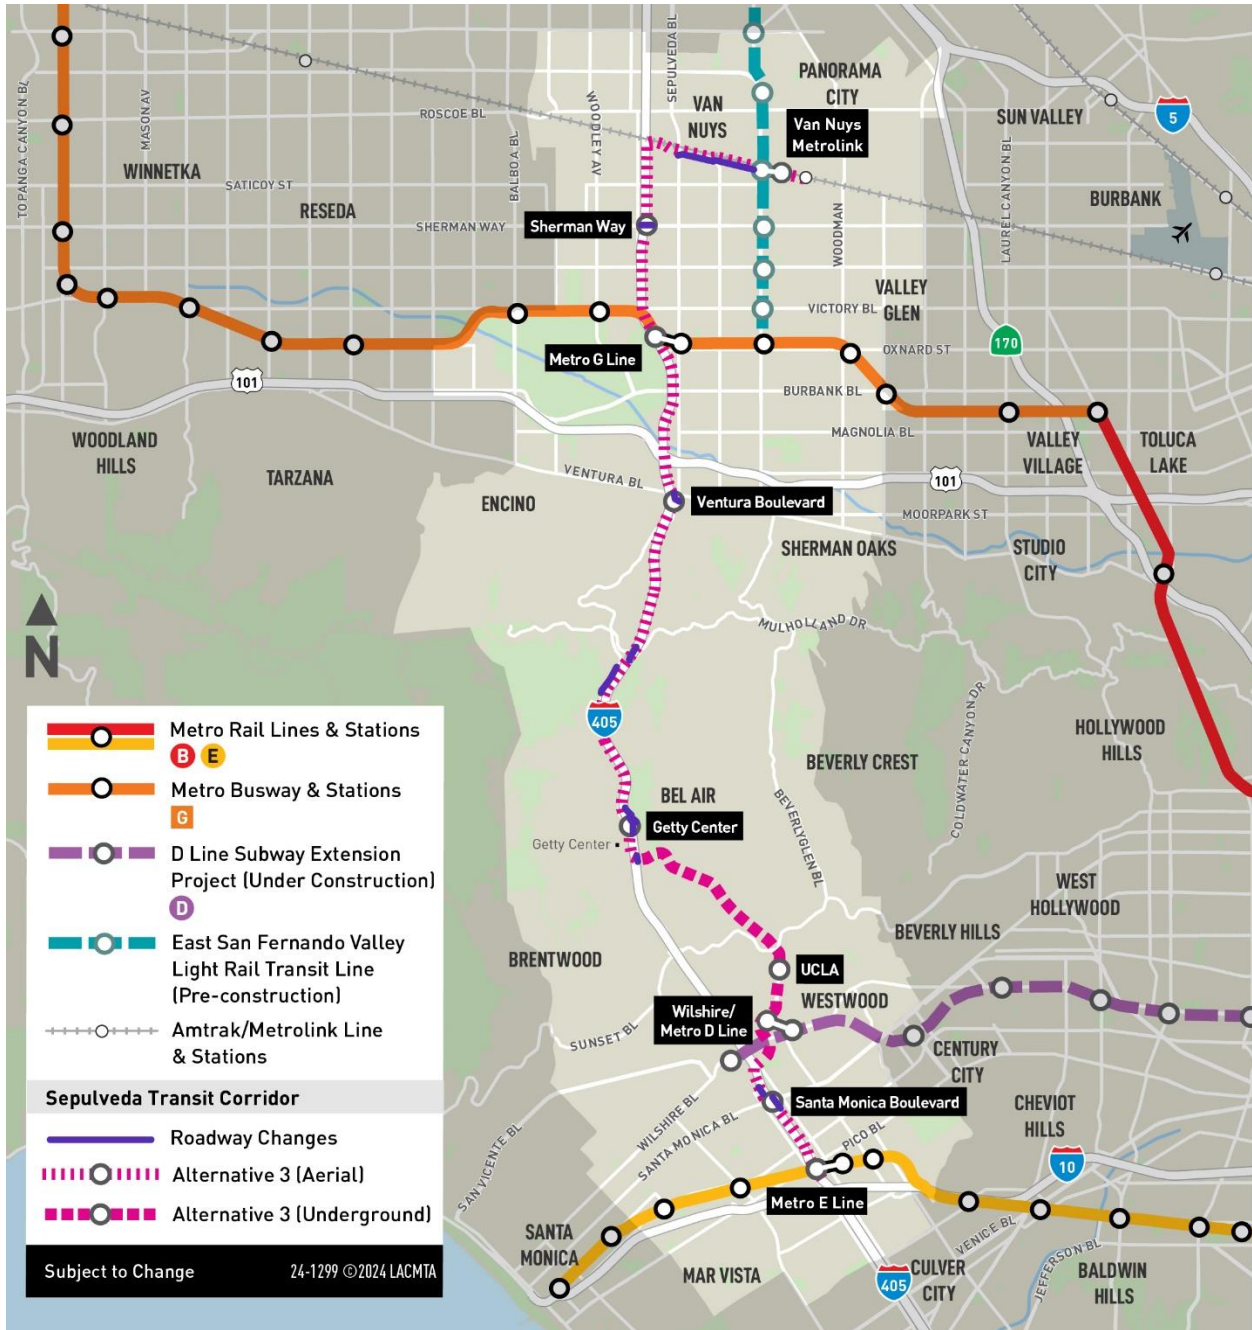 SEPULVEDA BL
PANORAMA
CITY
TOPANGA CANYON BL
MASON AV
ROSCOE BL
WOODLEY AV
VAN
NUYS
Van Nuys
Metrolink
SUN VALLEY
5
WINNETKA
SATICOY ST
BALBOA BL
RESEDA
SHERMAN WAY
Sherman Way
WOODMAN
LAUREL CANYON BL
BURBANK
VALLEY
GLEN
VICTORY BL
OXNARD ST
170
Metro G Line
101
BURBANK BL
MAGNOLIA BL
WOODLAND
HILLS
TARZANA
VENTURA BL
ENCINO
Ventura Boulevard
VALLEY
VILLAGE
TOLUCA
LAKE
101
MOORPARK ST
SHERMAN OAKS
STUDIO
CITY
N
MULHOLLAND DR
405
COLDWATER CANYON DR
HOLLYWOOD
HILLS
BEVERLY CREST
BEL AIR
BEVERLYGLEN BL
Getty Center
Getty Center
WEST
HOLLYWOOD
BEVERLY HILLS
BRENTWOOD
UCLA
WESTWOOD
Wilshire/
Metro D Line
SUNSET BL
CENTURY
CITY
WILSHIRE BL
SANTA MONICA BL
Santa Monica Boulevard
CHEVIOT
HILLS
SAN VICENTE BL
PICO BL
10
Metro E Line
SANTA
MONICA
VENICE BL
JEFFERSON BL
MAR VISTA
405
CULVER
CITY
BALDWIN
HILLS
Metro Rail Lines & Stations
B E
Metro Busway & Stations
G
D Line Subway Extension
Project (Under Construction)
D
East San Fernando Valley
Light Rail Transit Line
(Pre-construction)
Amtrak/Metrolink Line
& Stations
Sepulveda Transit Corridor
Roadway Changes
Alternative 3 (Aerial)
Alternative 3 (Underground)
Subject to Change 24-1299 ©2024 LACMTA